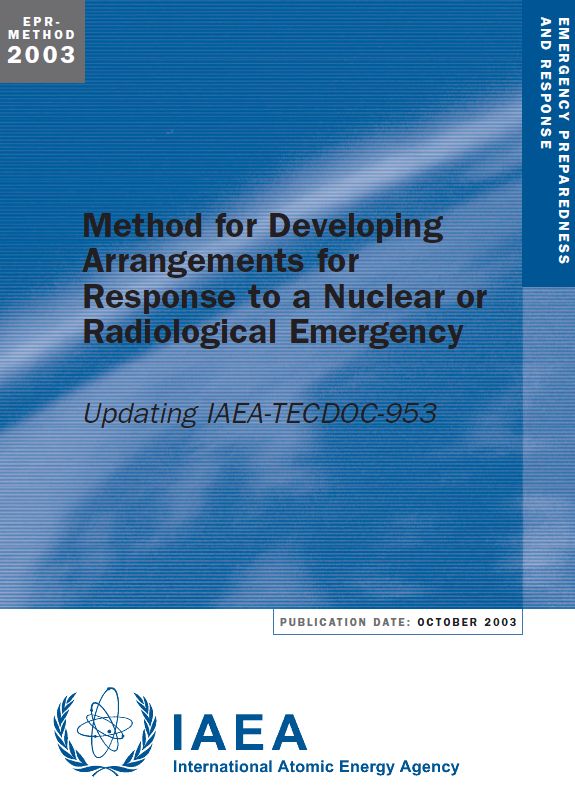 EPR-
METHOD
2003
EMERGENCY PREPAREDNESS
AND RESPONSE
Method for Developing
Arrangements for
Response to a Nuclear or
Radiological Emergency
Updating IAEA-TECDOC-953
PUBLICATION DATE: OCTOBER 2003
IAEA
International Atomic Energy Agency